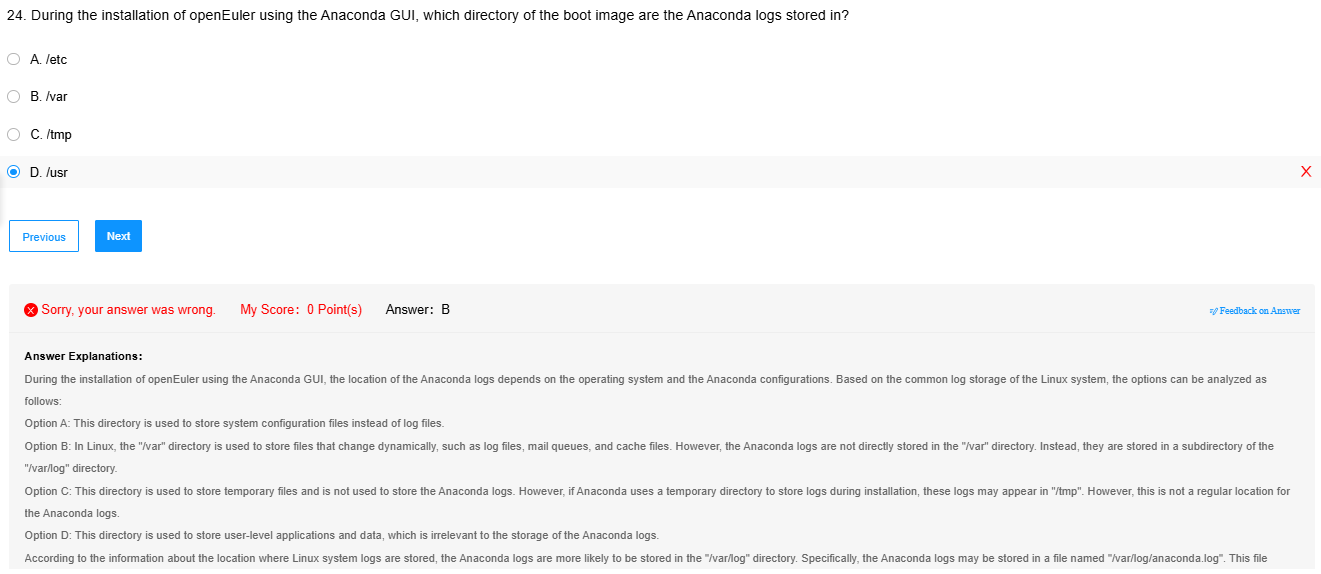 24. During the installation of openEuler using the Anaconda GUI, which directory of the boot image are the Anaconda logs stored in?
A. /etc
B. /var
C. /tmp
D. /usr
X
Previous
Next
Sorry, your answer was wrong. My Score: 0 Point(s) Answer: B
Feedback on Answer
Answer Explanations:
During the installation of openEuler using the Anaconda GUI, the location of the Anaconda logs depends on the operating system and the Anaconda configurations. Based on the common log storage of the Linux system, the options can be analyzed as
follows:
Option A: This directory is used to store system configuration files instead of log files.
Option B: In Linux, the "/var" directory is used to store files that change dynamically, such as log files, mail queues, and cache files. However, the Anaconda logs are not directly stored in the "/var" directory. Instead, they are stored in a subdirectory of the
"/var/log" directory.
Option C: This directory is used to store temporary files and is not used to store the Anaconda logs. However, if Anaconda uses a temporary directory to store logs during installation, these logs may appear in "/tmp". However, this is not a regular location for
the Anaconda logs.
Option D: This directory is used to store user-level applications and data, which is irrelevant to the storage of the Anaconda logs.
According to the information about the location where Linux system logs are stored, the Anaconda logs are more likely to be stored in the "/var/log" directory. Specifically, the Anaconda logs may be stored in a file named "/var/log/anaconda.log". This file